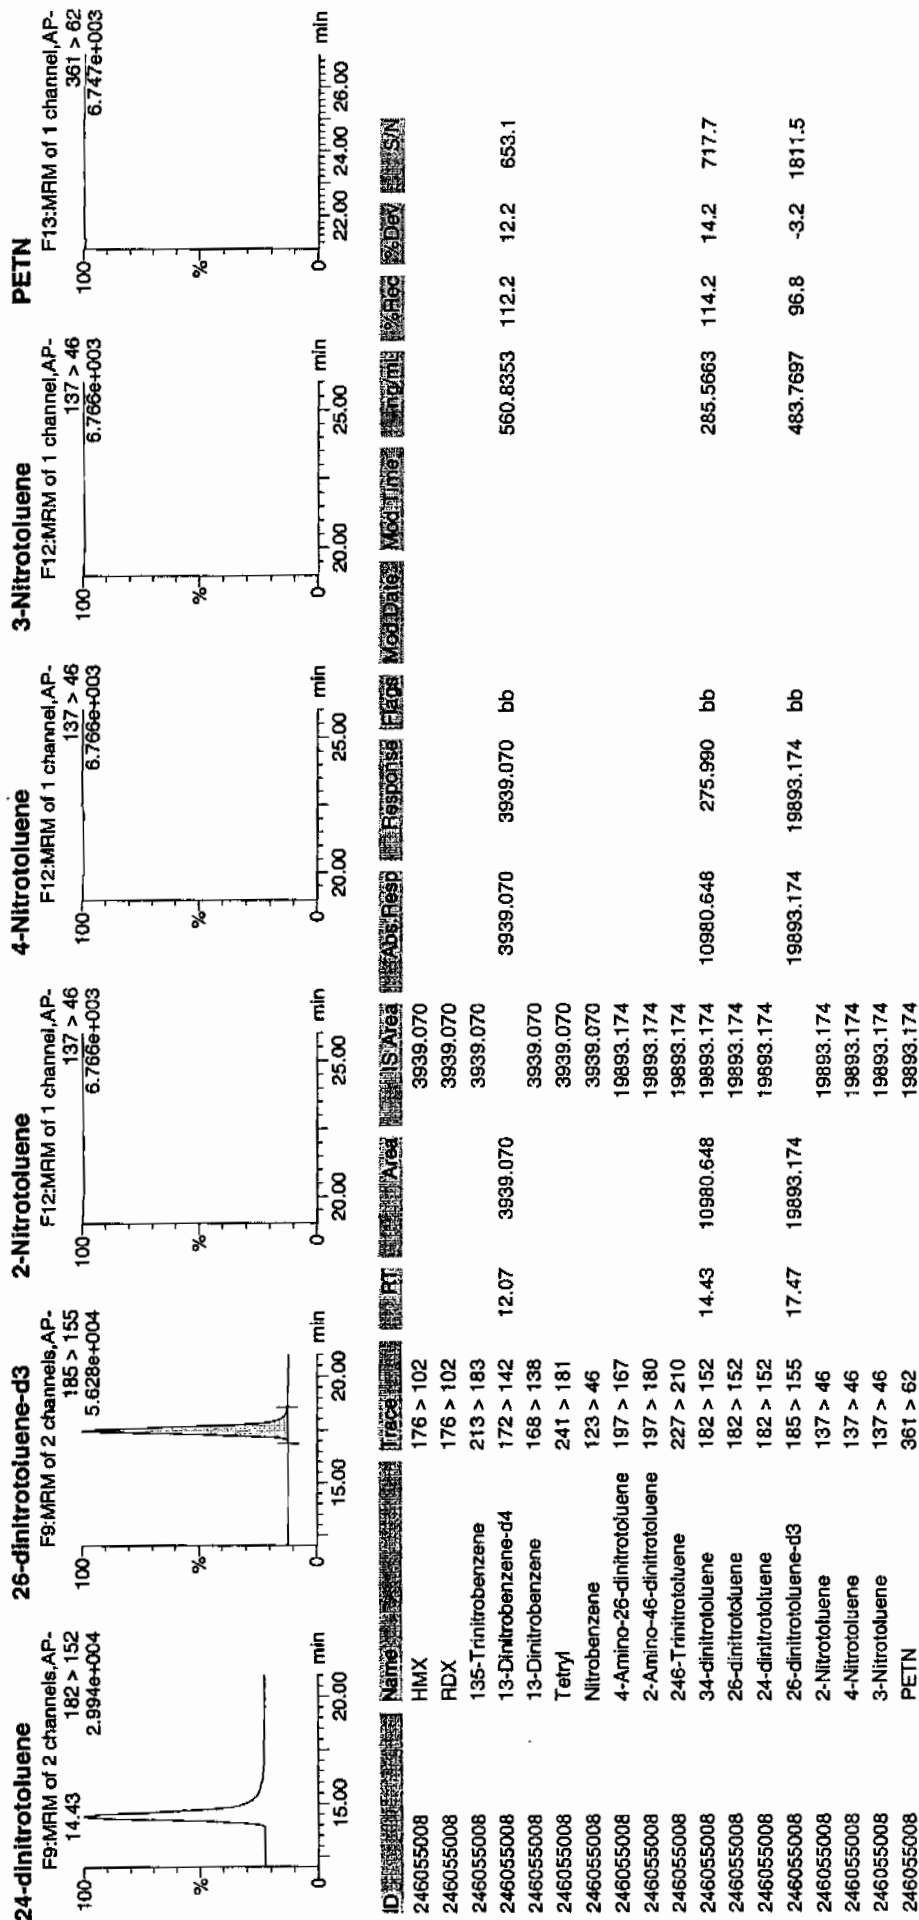 24-dinitrotoluene
F9:MRM of 2 channels,AP-
14.43 182 > 152
2.994e+004
100
%
0
15.00 20.00 min
26-dinitrotoluene-d3
F9:MRM of 2 channels,AP-
185 > 155
5.628e+004
100
%
0
15.00 20.00 min
2-Nitrotoluene
F12:MRM of 1 channel,AP-
137 > 46
6.766e+003
100
%
0
20.00 25.00 min
4-Nitrotoluene
F12:MRM of 1 channel,AP-
137 > 46
6.766e+003
100
%
0
20.00 25.00 min
3-Nitrotoluene
F12:MRM of 1 channel,AP-
137 > 46
6.766e+003
100
%
0
20.00 25.00 min
PETN
F13:MRM of 1 channel,AP-
361 > 62
6.747e+003
100
%
0
22.00 24.00 26.00 min
ID Name Trace RT Area IS Area Abs.Resp Response Flags Mod.Date Mod.Time ng/mL %Rec %Dev S/N
246055008 HMX 176 > 102 3939.070
246055008 RDX 176 > 102 3939.070
246055008 135-Trinitrobenzene 213 > 183 3939.070
246055008 13-Dinitrobenzene-d4 172 > 142 12.07 3939.070 3939.070 3939.070 bb 560.8353 112.2 12.2 653.1
246055008 13-Dinitrobenzene 168 > 138 3939.070
246055008 Tetryl 241 > 181 3939.070
246055008 Nitrobenzene 123 > 46 3939.070
246055008 4-Amino-26-dinitrotoluene 197 > 167 19893.174
246055008 2-Amino-46-dinitrotoluene 197 > 180 19893.174
246055008 246-Trinitrotoluene 227 > 210 19893.174
246055008 34-dinitrotoluene 182 > 152 14.43 10980.648 19893.174 10980.648 275.990 bb 285.5663 114.2 14.2 717.7
246055008 26-dinitrotoluene 182 > 152 19893.174
246055008 24-dinitrotoluene 182 > 152 19893.174
246055008 26-dinitrotoluene-d3 185 > 155 17.47 19893.174 19893.174 19893.174 bb 483.7697 96.8 -3.2 1811.5
246055008 2-Nitrotoluene 137 > 46 19893.174
246055008 4-Nitrotoluene 137 > 46 19893.174
246055008 3-Nitrotoluene 137 > 46 19893.174
246055008 PETN 361 > 62 19893.174